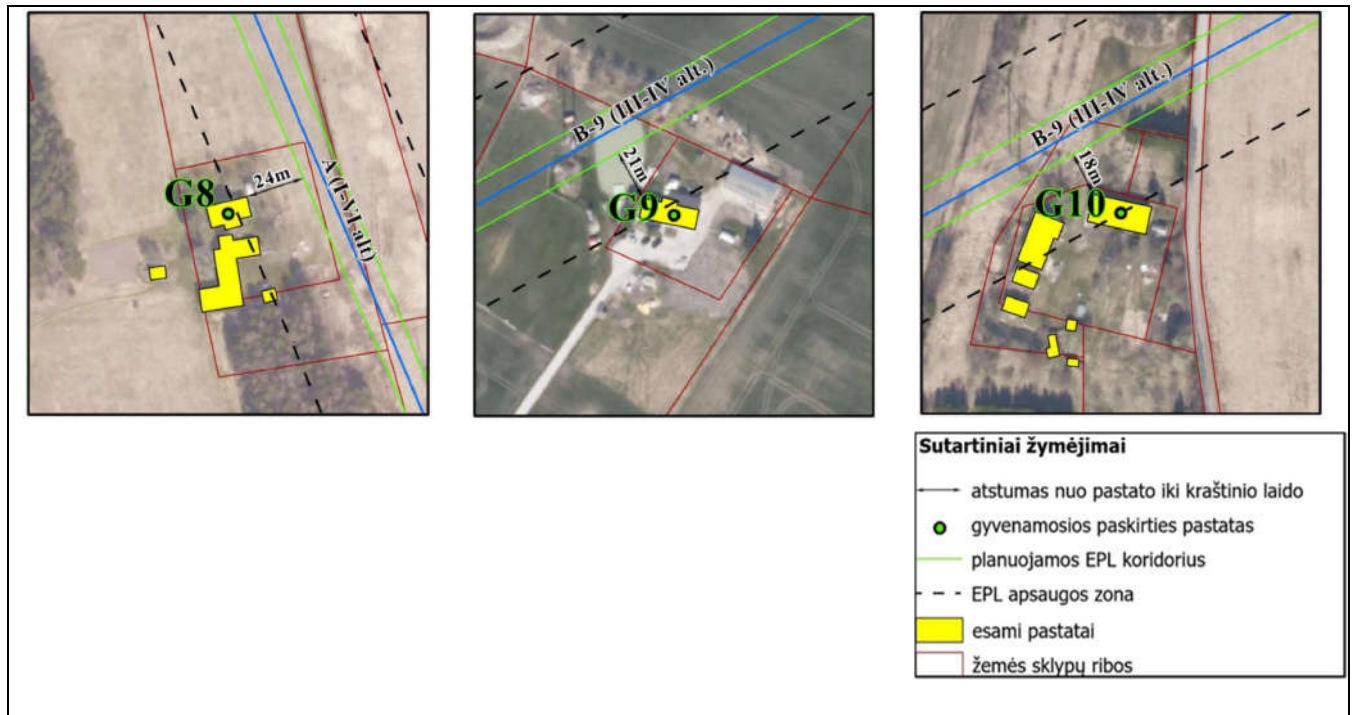 G8
24m
A (I-VI alt)
B-9 (III-IV alt.)
21m
G9
B-9 (III-IV alt.)
18m
G10
Sutartiniai žymėjimai
atstumas nuo pastato iki kraštinio laido
gyvenamosios paskirties pastatas
planuojamos EPL koridorius
EPL apsaugos zona
esami pastatai
žemės sklypų ribos